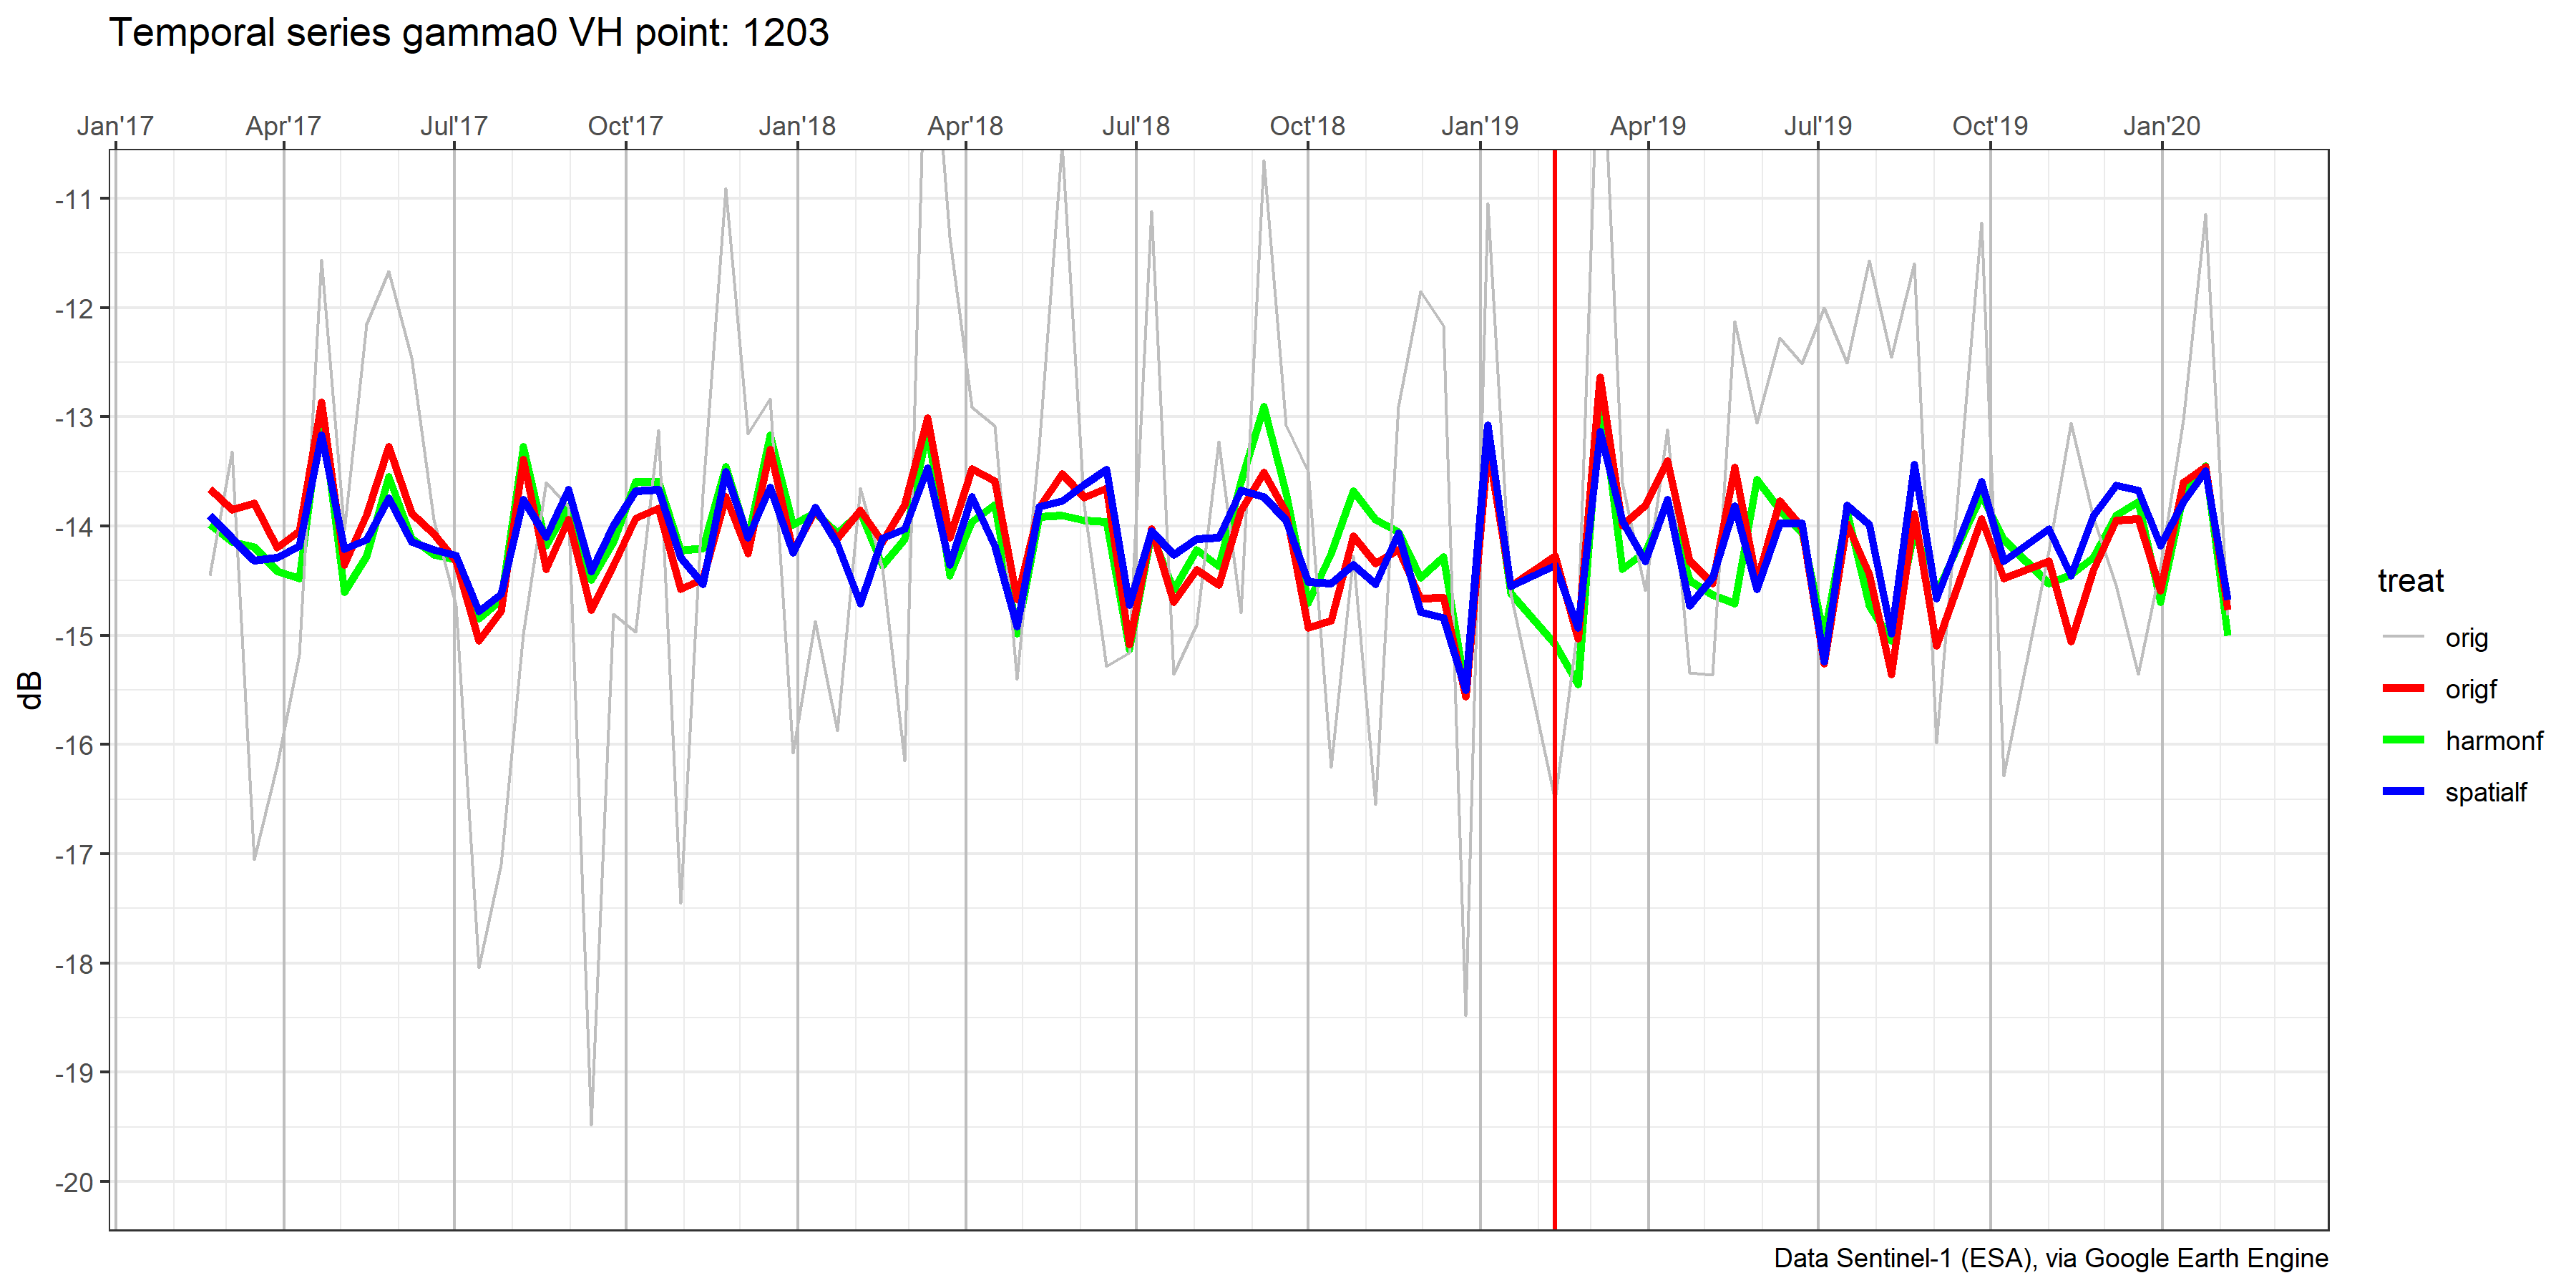 Temporal series gamma0 VH point: 1203
Jan'17 Apr'17 Jul'17 Oct'17 Jan'18 Apr'18 Jul'18 Oct'18 Jan'19 Apr'19 Jul'19 Oct'19 Jan'20
-11
-12
-13
-14
-15
-16
-17
-18
-19
-20
dB
treat
orig
origf
harmonf
spatialf
Data Sentinel-1 (ESA), via Google Earth Engine